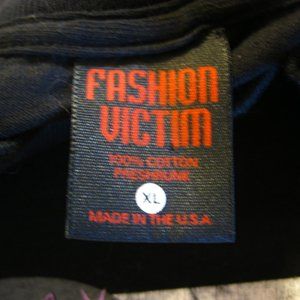 FASHION
VICTIM
100% COTTON
PRESHRUNK
XL
MADE IN THE U.S.A.